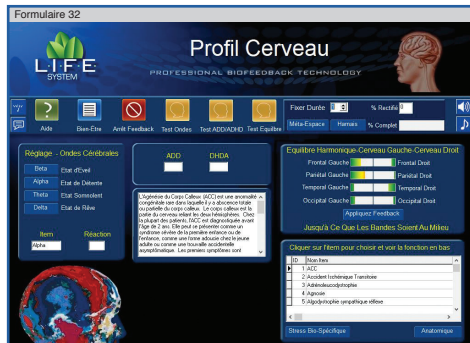 Formulaire 32
L·I·F·E
SYSTEM
Profil Cerveau
PROFESSIONAL BIOFEEDBACK TECHNOLOGY
Aide
Bien-Etre
Arrêt Feedback
Test Ondes
Test ADD/ADHD
Test Equilbre
Fixer Durée
% Rectifié
Méta-Espace
Harnais
% Complet
Réglage - Ondes Cérébrales
Beta Etat d'Eveil
Alpha Etat de Détente
Theta Etat Somnolent
Delta Etat de Rêve
Item Réaction
Alpha
ADD DHDA
L'Agénésie du Corps Calleux (ACC) est une anomalité
congénitale rare dans laquelle il y a absence totale
ou partielle du corps calleux. Le corps calleux est la
partie du cerveau reliant les deux hémisphères. Chez
la plupart des patients, l'ACC est diagnostiquée avant
l'âge de 2 ans. Elle peut se présenter comme un
syndrome sévère de la première enfance ou de
l'enfance, comme une forme adoucie chez le jeune
adulte ou comme une trouvaille accidentelle
asymptomatique. Les premiers symptômes sont
Equilibre Harmonique-Cerveau Gauche-Cerveau Droit
Frontal Gauche Frontal Droit
Pariétal Gauche Pariétal Droit
Temporal Gauche Temporal Droit
Occipital Gauche Occipital Droit
Appliquez Feedback
Jusqu'à Ce Que Les Bandes Soient Au Milieu
Cliquer sur l'item pour choisir et voir la fonction en bas
ID Nom Item
1 ACC
2 Accident Ischémique Transitoire
3 Adrénoleucodystrophie
4 Agnosie
5 Algodystrophie sympathique réflexe
Stress Bio-Spécifique
Anatomique